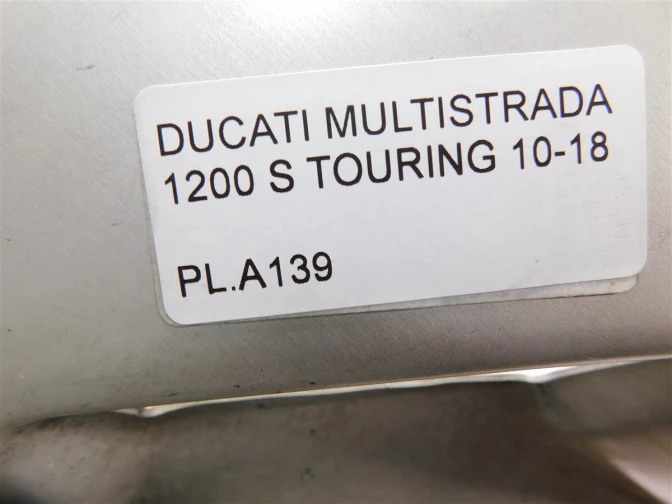 DUCATI MULTISTRADA
1200 S TOURING 10-18
PL.A139